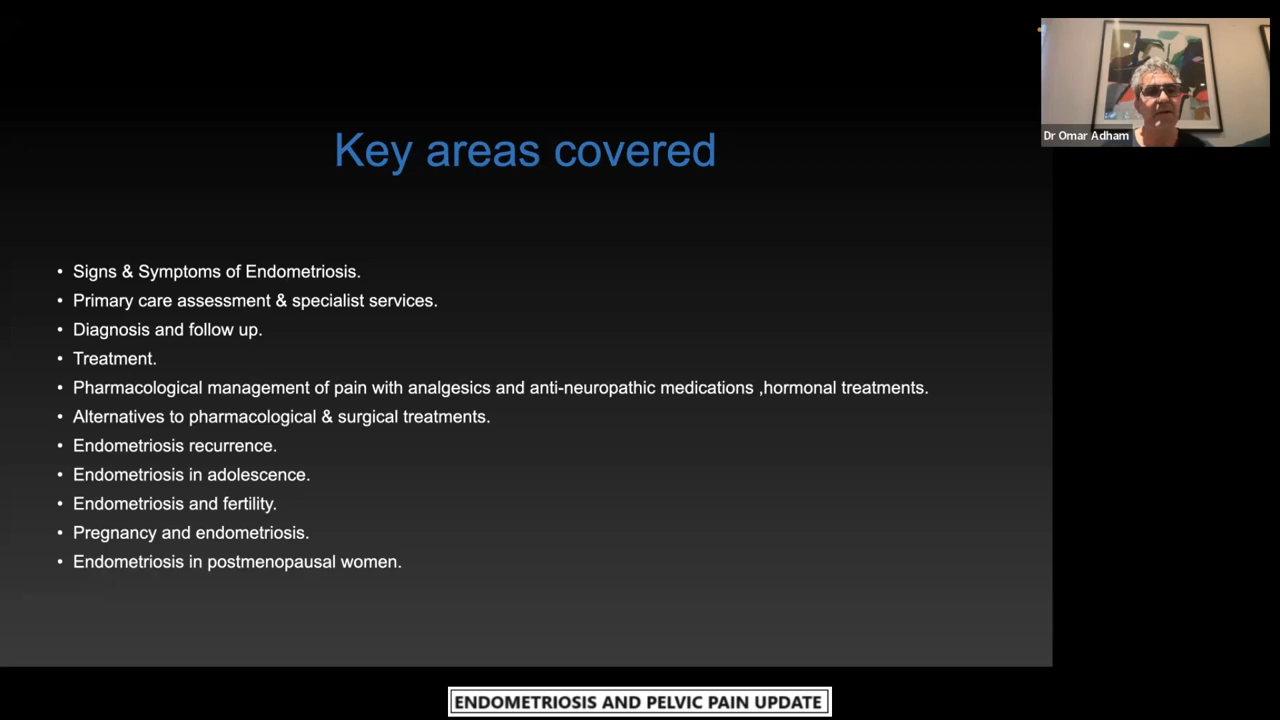 Key areas covered
• Signs & Symptoms of Endometriosis.
• Primary care assessment & specialist services.
• Diagnosis and follow up.
• Treatment.
• Pharmacological management of pain with analgesics and anti-neuropathic medications ,hormonal treatments.
• Alternatives to pharmacological & surgical treatments.
• Endometriosis recurrence.
• Endometriosis in adolescence.
• Endometriosis and fertility.
• Pregnancy and endometriosis.
• Endometriosis in postmenopausal women.
Dr Omar Adham
ENDOMETRIOSIS AND PELVIC PAIN UPDATE